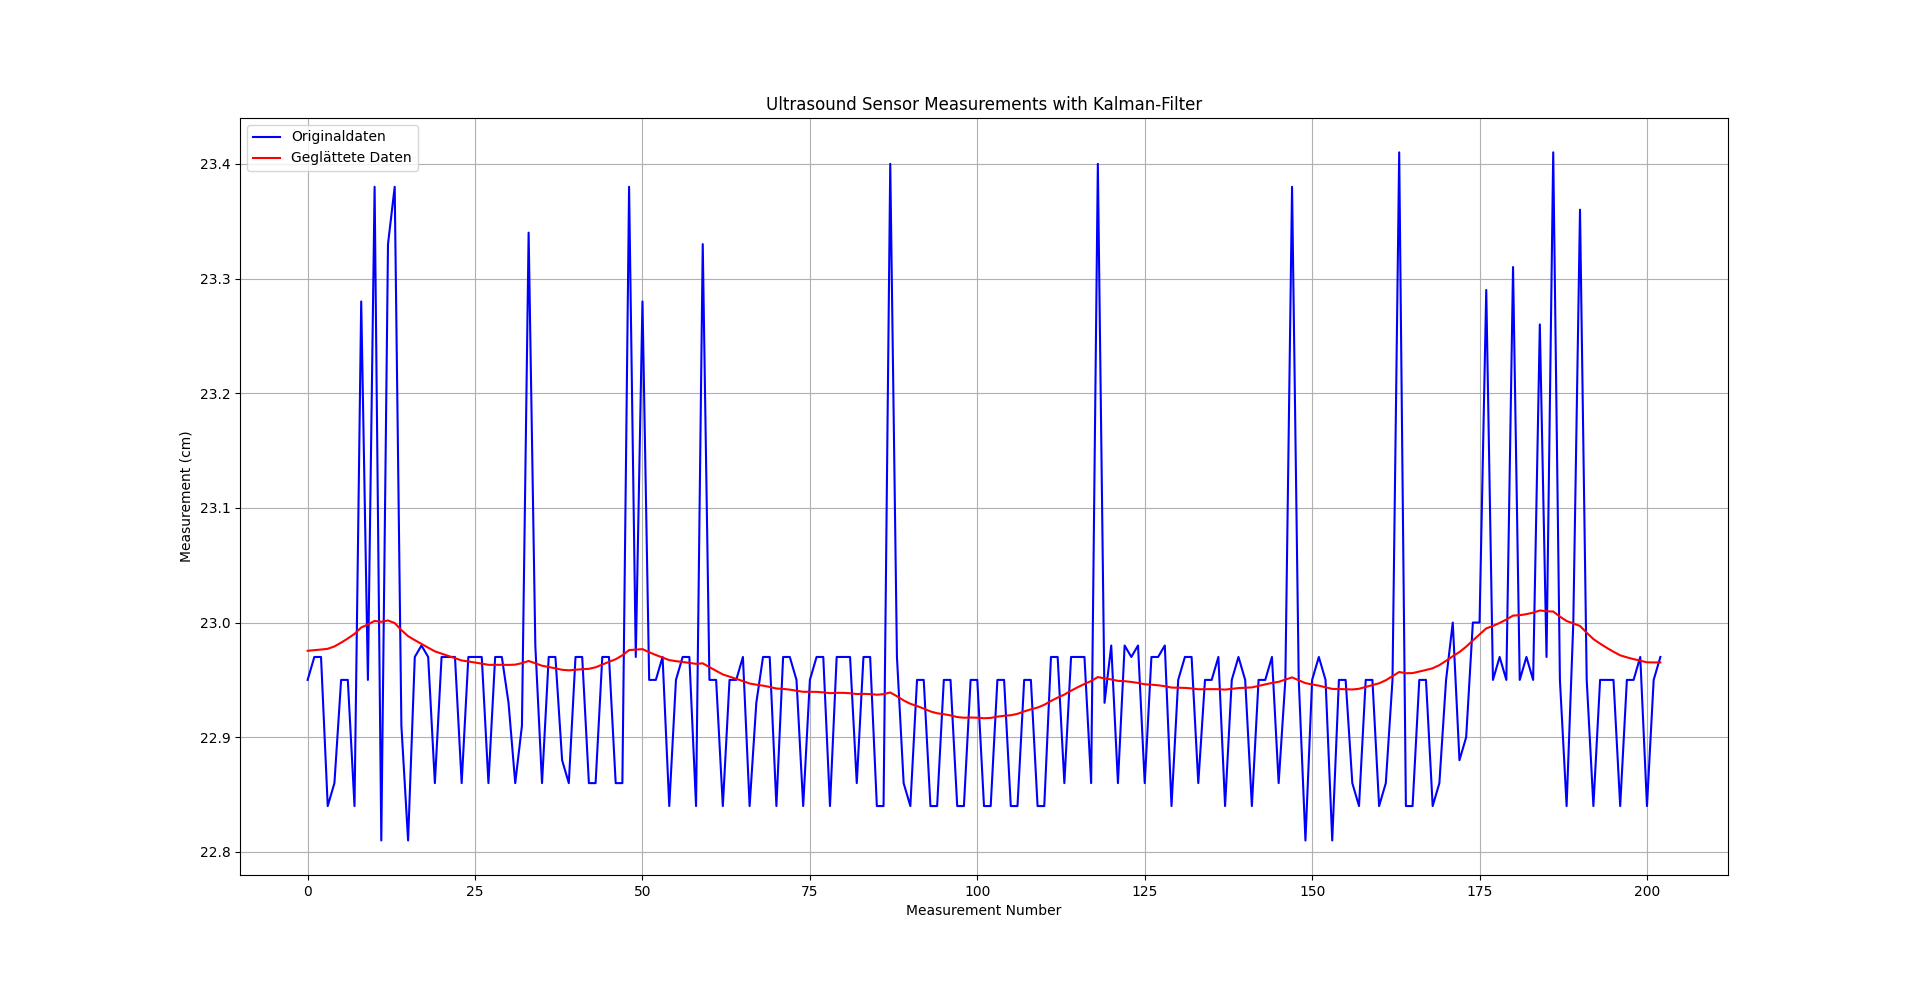 Ultrasound Sensor Measurements with Kalman-Filter
Originaldaten
Geglättete Daten
23.4
23.3
23.2
23.1
23.0
22.9
22.8
Measurement (cm)
0 25 50 75 100 125 150 175 200
Measurement Number